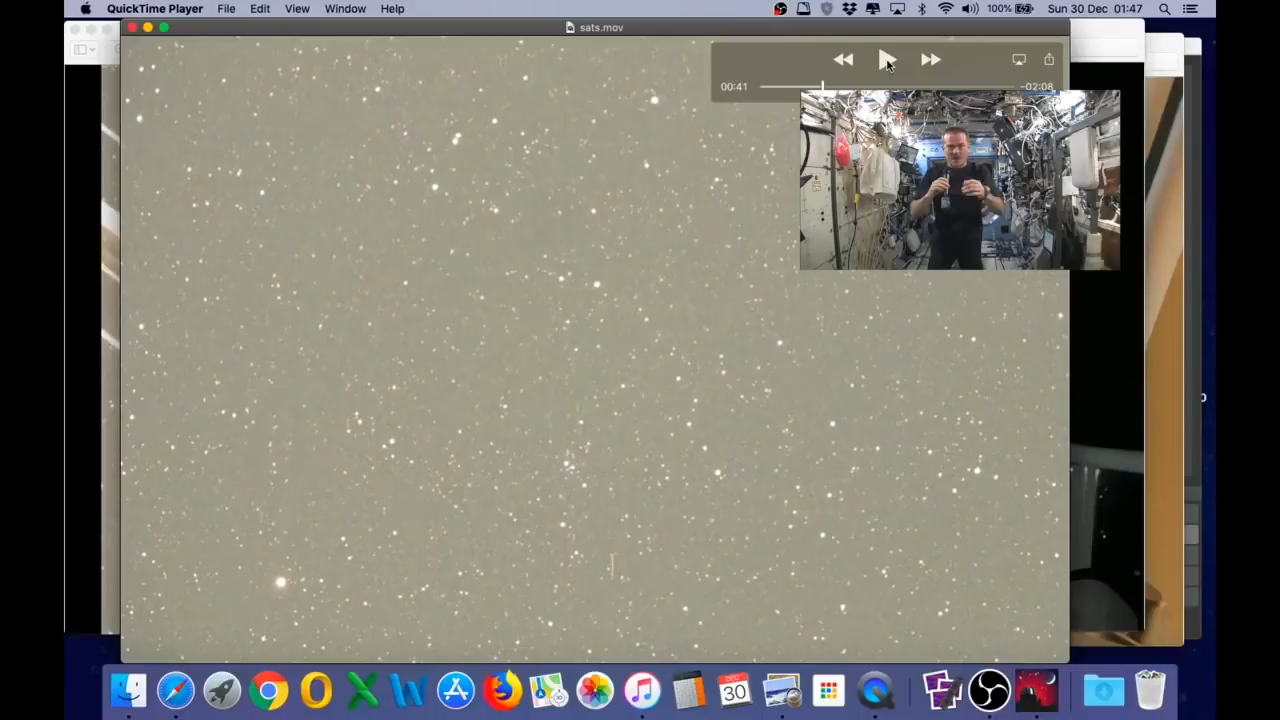 QuickTime Player File Edit View Window Help 100% Sun 30 Dec 01:47
sats.mov
00:41 -02:08
DEC
30